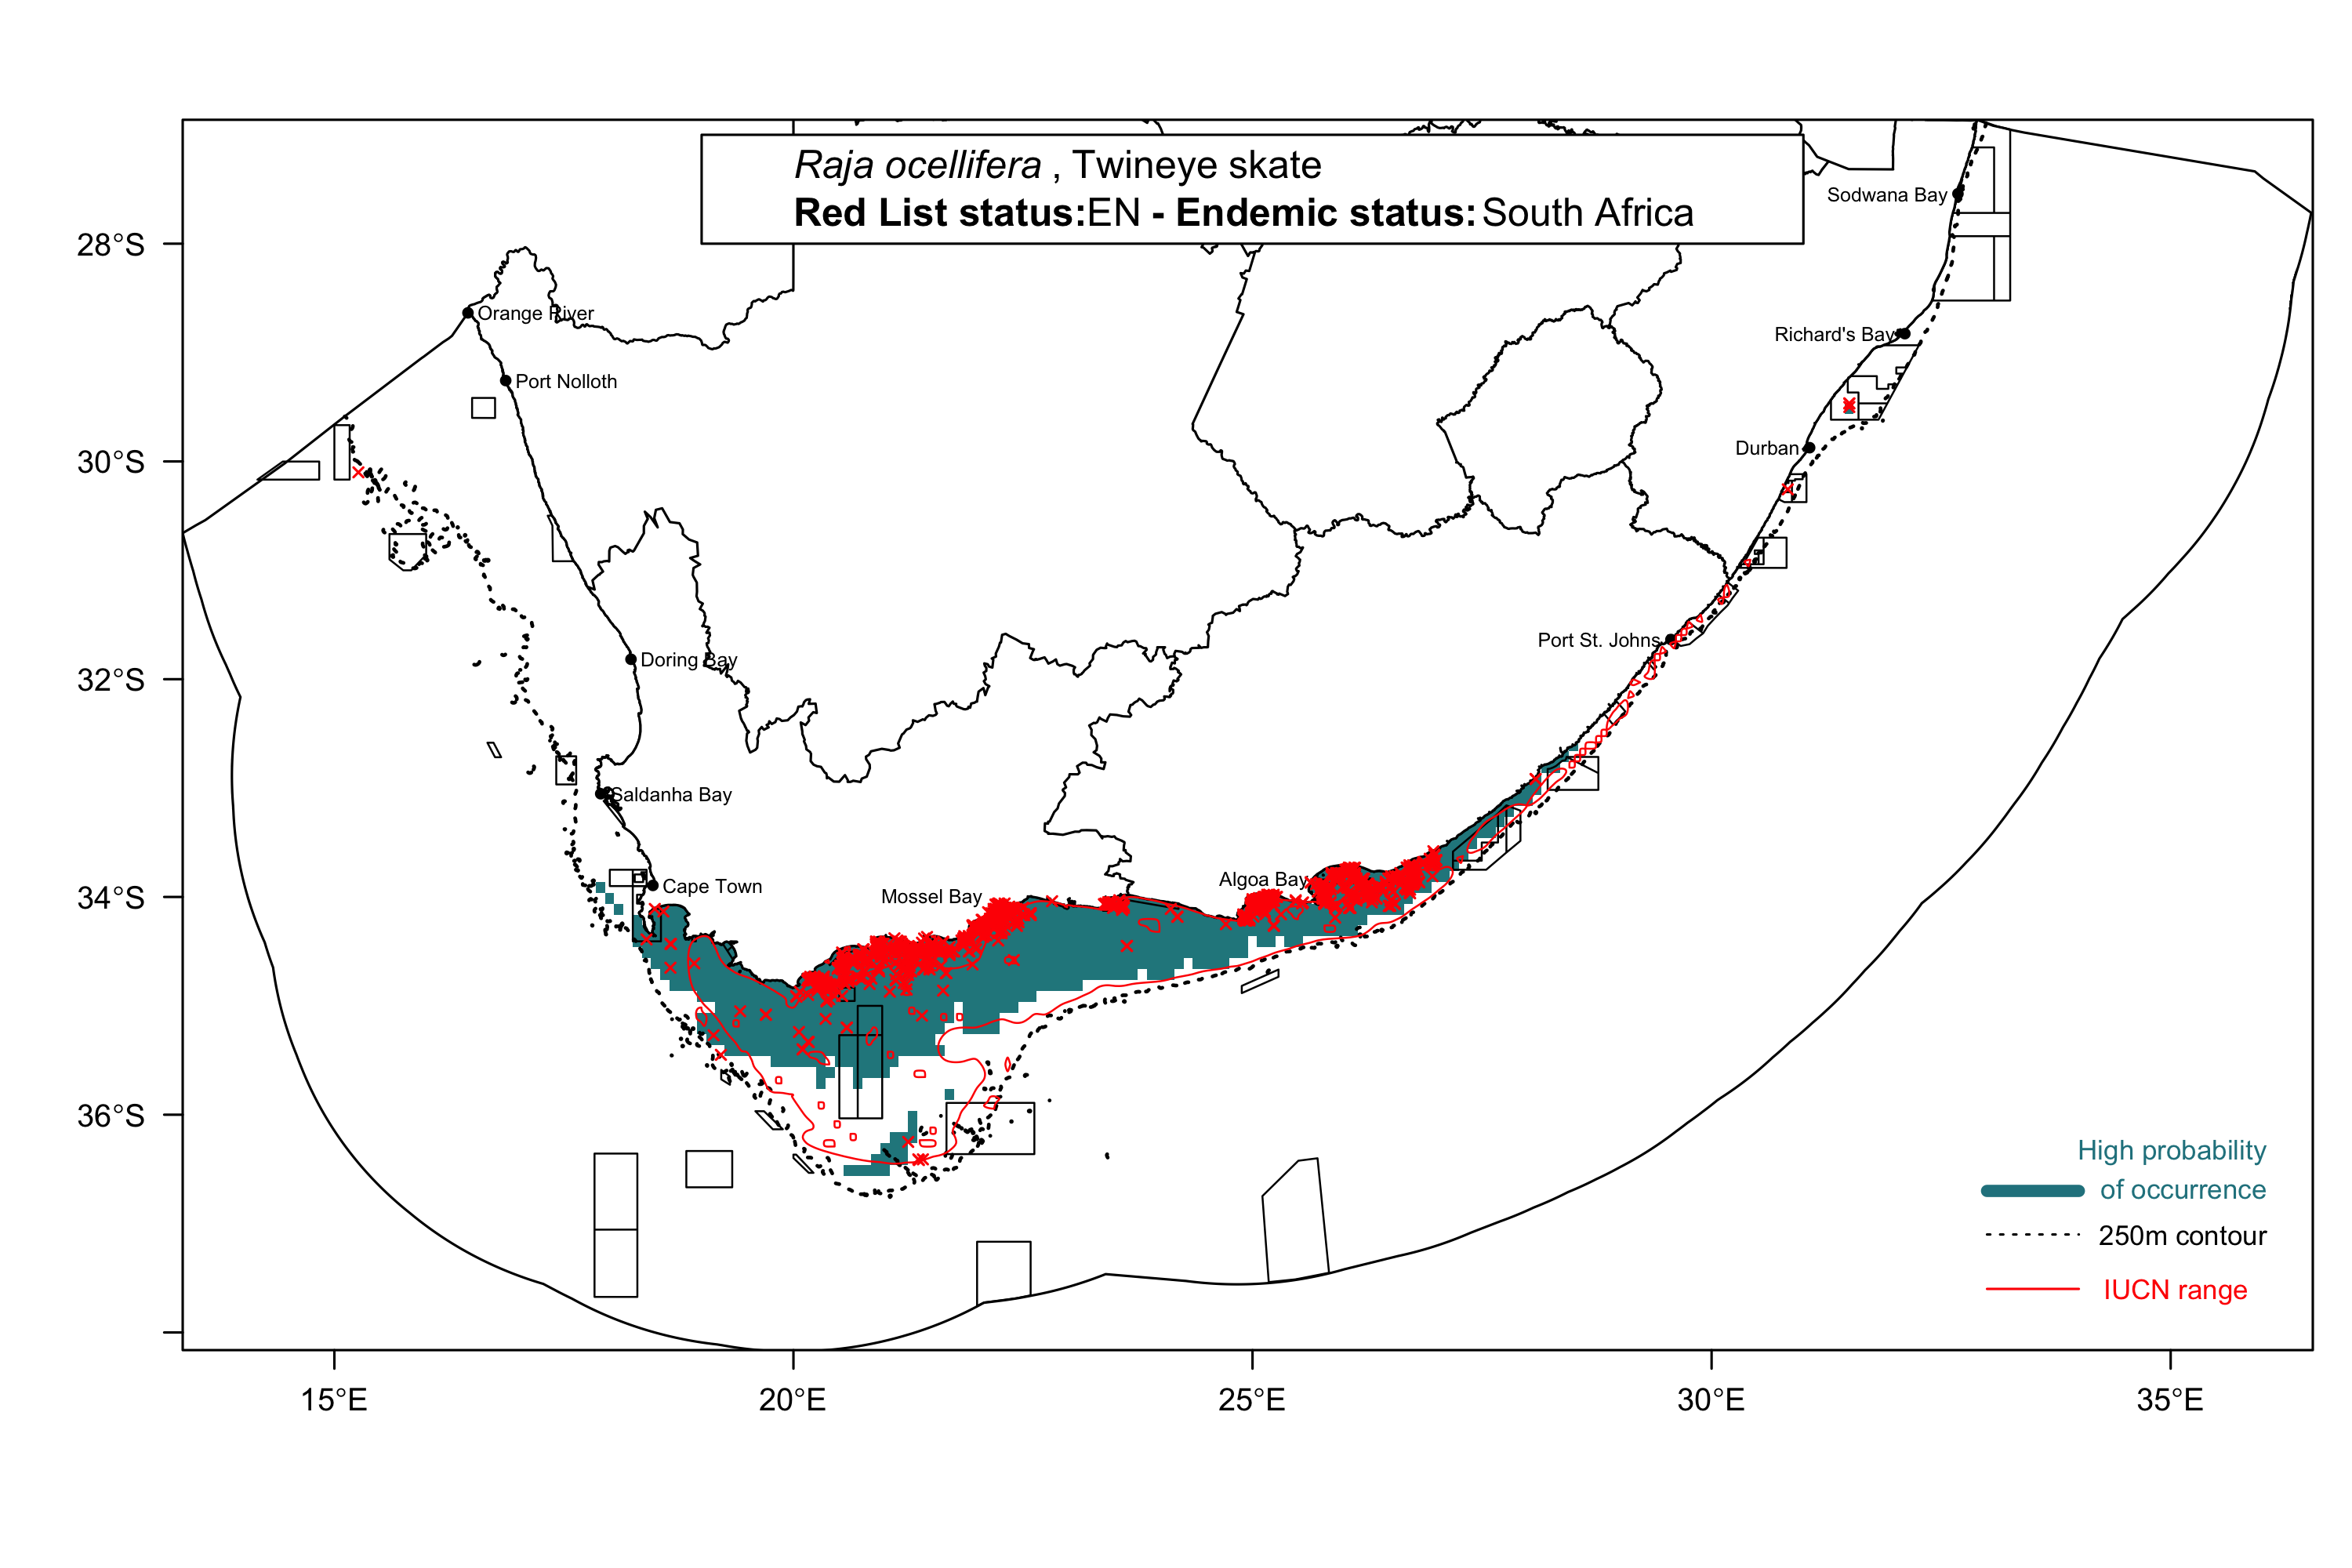 Raja ocellifera , Twineye skate
Red List status:EN - Endemic status: South Africa
Sodwana Bay
28°S
Orange River
Richard's Bay
Port Nolloth
Durban
30°S
Port St. Johns
Doring Bay
32°S
Saldanha Bay
Algoa Bay
Cape Town
Mossel Bay
34°S
36°S
High probability
of occurrence
250m contour
IUCN range
15°E
20°E
25°E
30°E
35°E